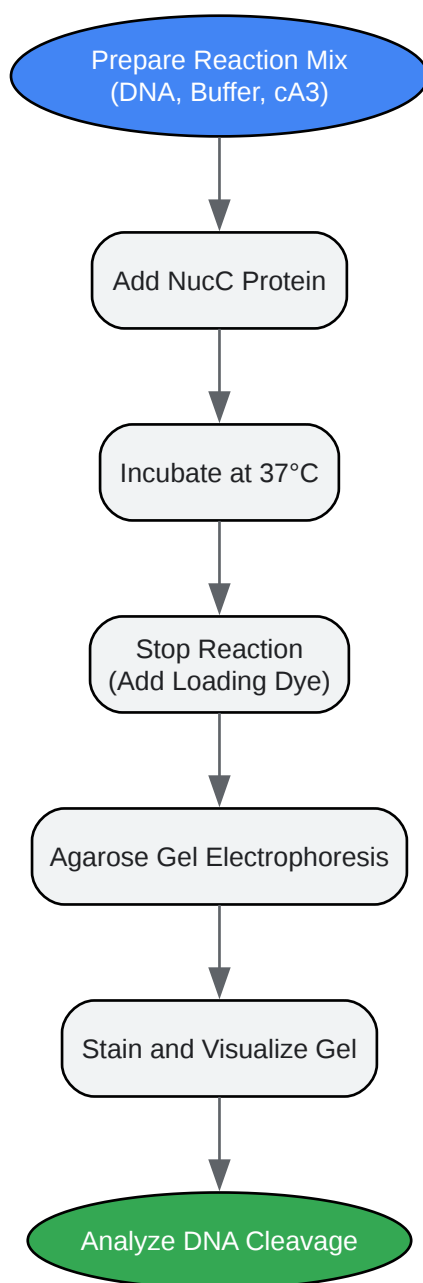 Prepare Reaction Mix
(DNA, Buffer, cA3)
Add NucC Protein
Incubate at 37°C
Stop Reaction
(Add Loading Dye)
Agarose Gel Electrophoresis
Stain and Visualize Gel
Analyze DNA Cleavage